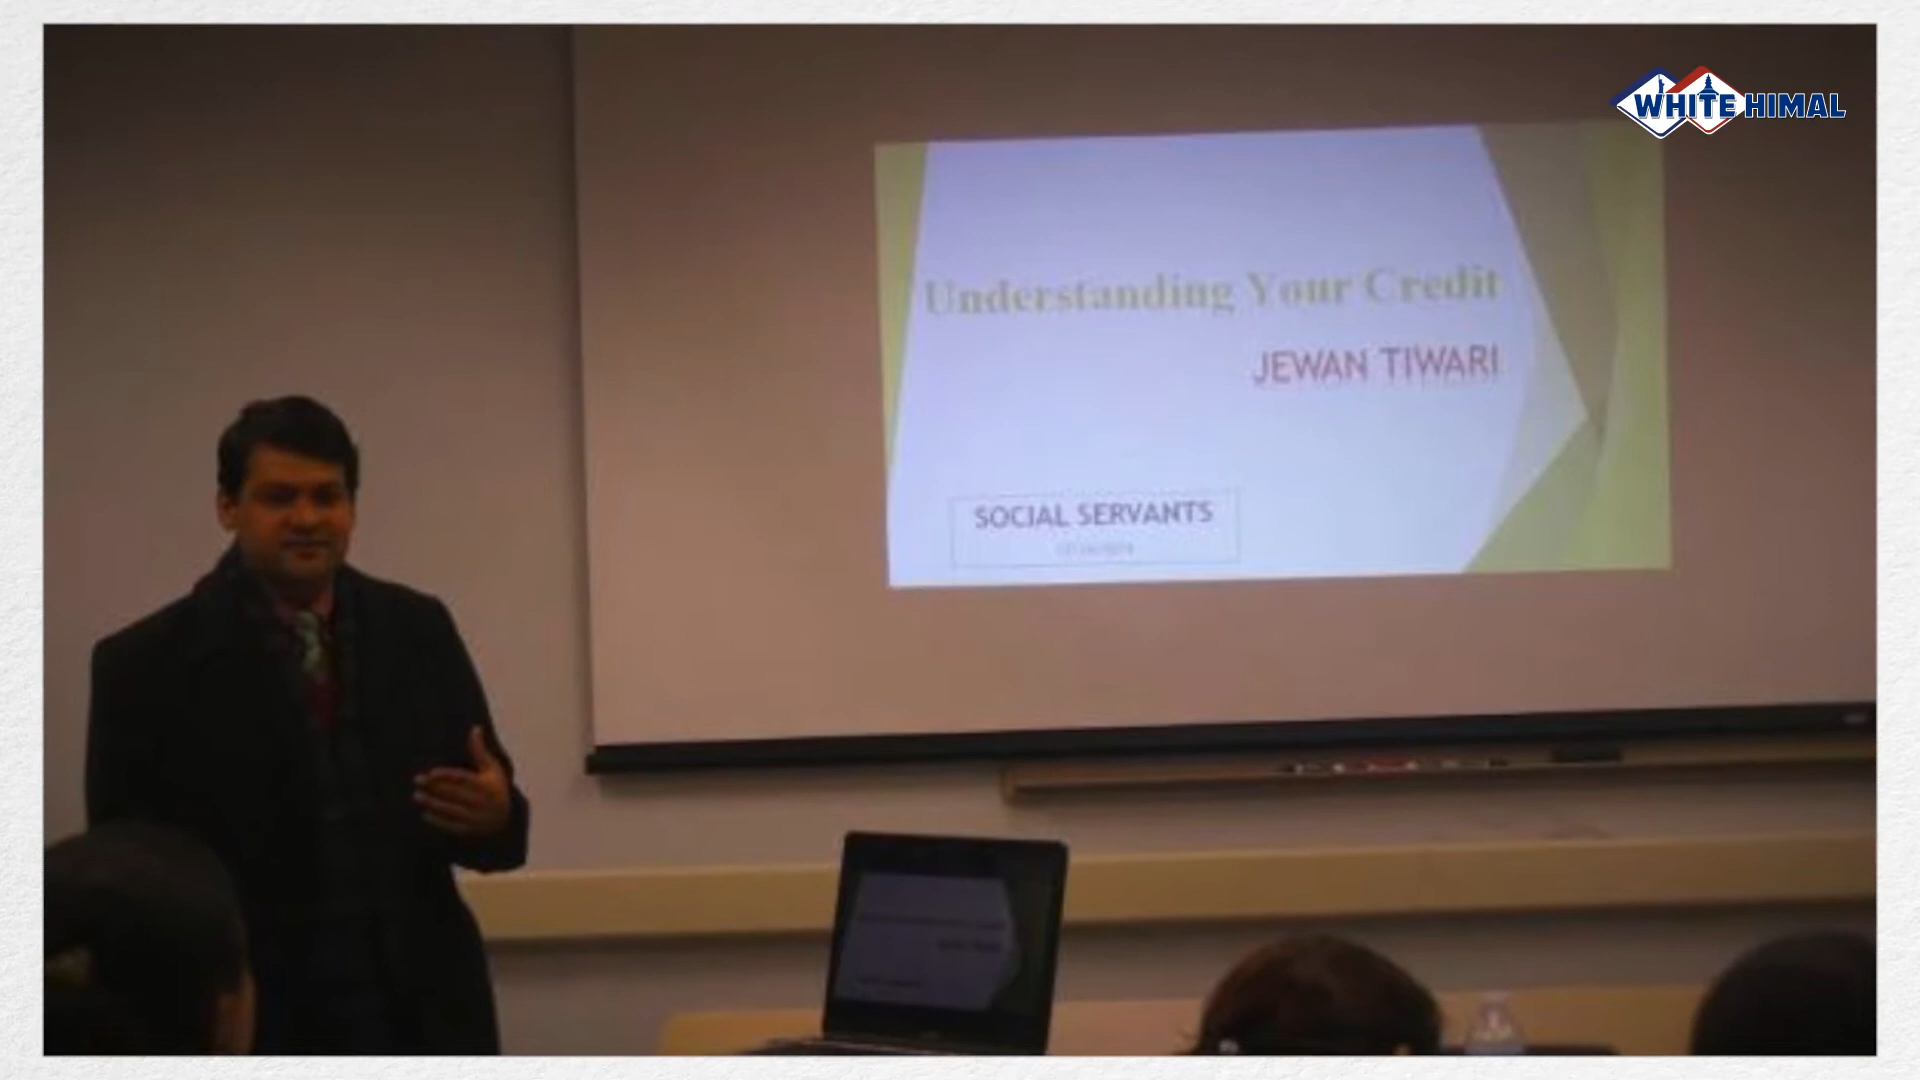 WHITE HIMAL
Understanding Your Credit
JEWAN TIWARI
SOCIAL SERVANTS